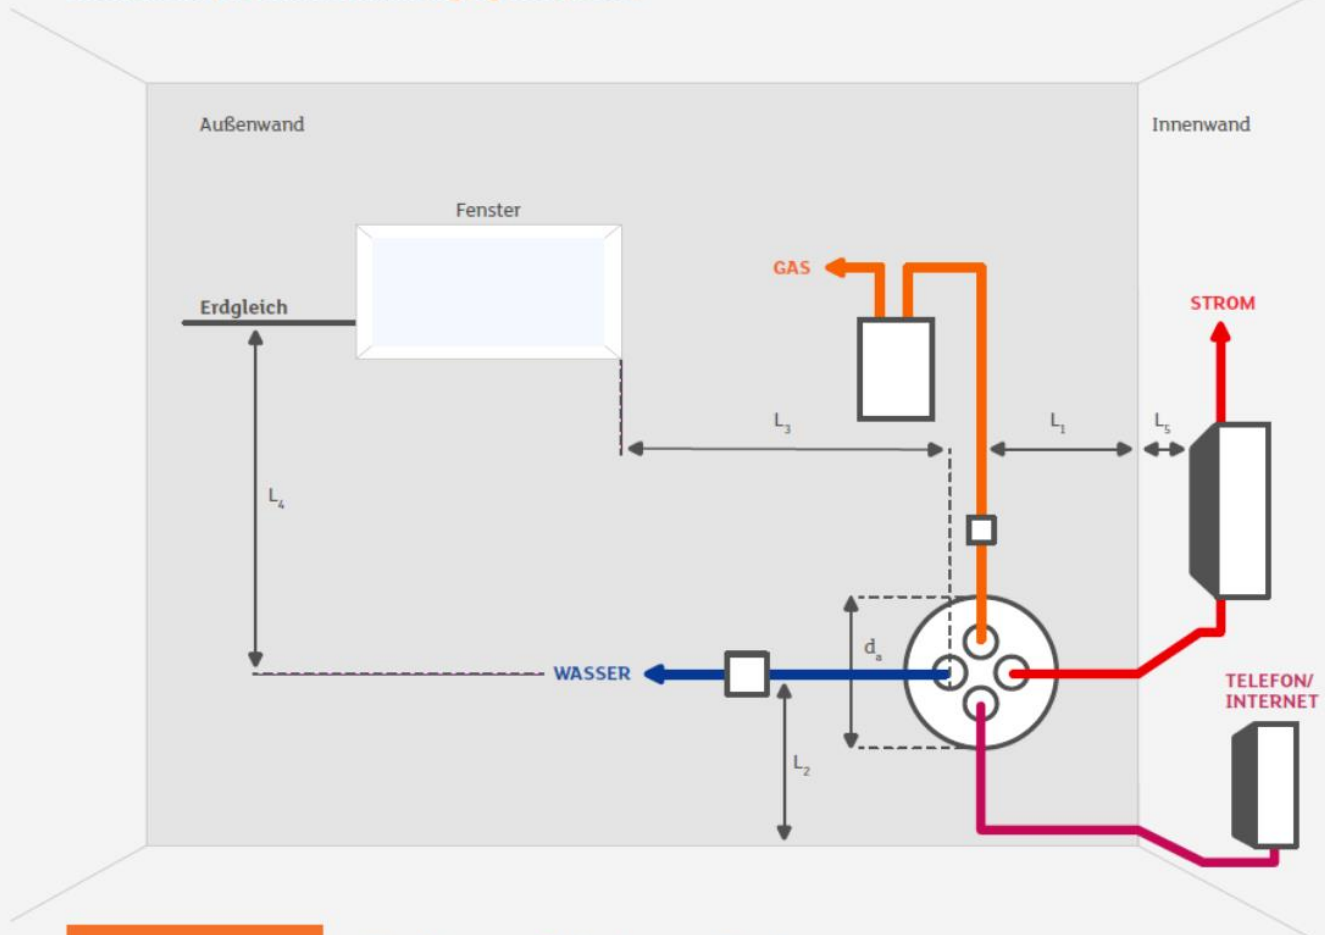 Außenwand
Innenwand
Fenster
GAS
Erdgleich
STROM
L3
L1
L5
L4
da
WASSER
TELEFON/
INTERNET
L2